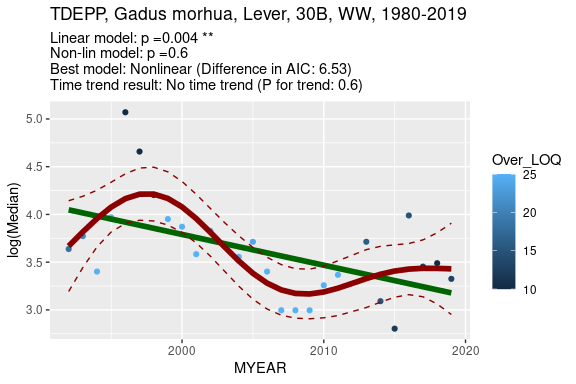 TDEPP, Gadus morhua, Lever, 30B, WW, 1980-2019
Linear model: p =0.004 **
Non-lin model: p =0.6
Best model: Nonlinear (Difference in AIC: 6.53)
Time trend result: No time trend (P for trend: 0.6)
5.0
4.5
4.0
3.5
3.0
log(Median)
2000
2010
2020
MYEAR
Over_LOQ
25
20
15
10